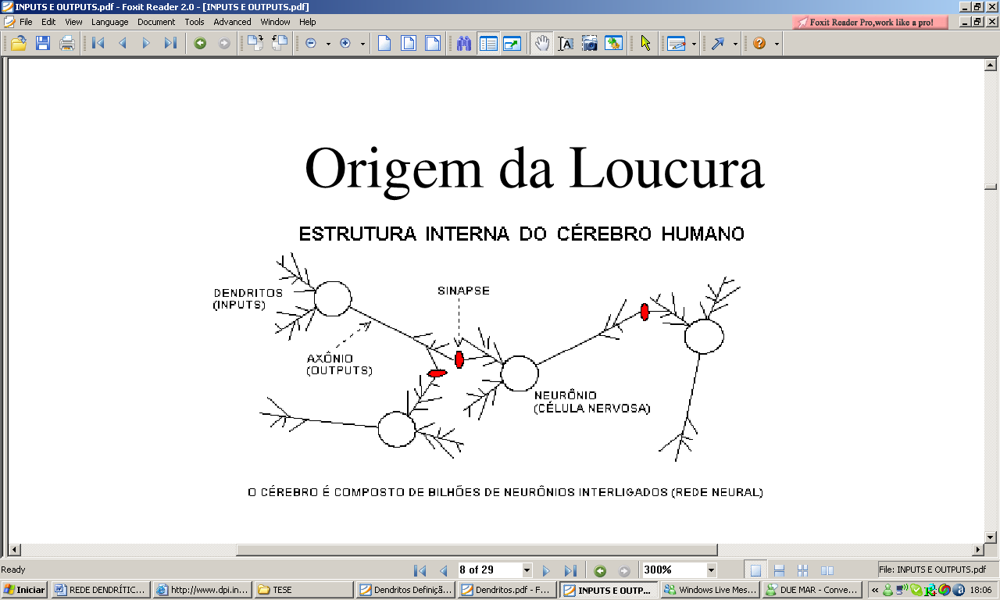 INPUTS E OUTPUTS.pdf - Foxit Reader 2.0 - [INPUTS E OUTPUTS.pdf]
File Edit View Language Document Tools Advanced Window Help
Foxit Reader Pro,work like a pro!
Origem da Loucura
ESTRUTURA INTERNA DO CÉREBRO HUMANO
DENDRITOS
(INPUTS)
SINAPSE
AXÔNIO
(OUTPUTS)
NEURÔNIO
(CÉLULA NERVOSA)
O CÉREBRO É COMPOSTO DE BILHÕES DE NEURÔNIOS INTERLIGADOS (REDE NEURAL)
Ready
8 of 29
300%
File: INPUTS E OUTPUTS.pdf
Iniciar
REDE DENDRÍTIC...
http://www.dpi.in...
TESE
Dendritos Definiçã...
Dendritos.pdf - F...
INPUTS E OUTP...
Windows Live Mes...
DUE MAR - Conve...
18:06